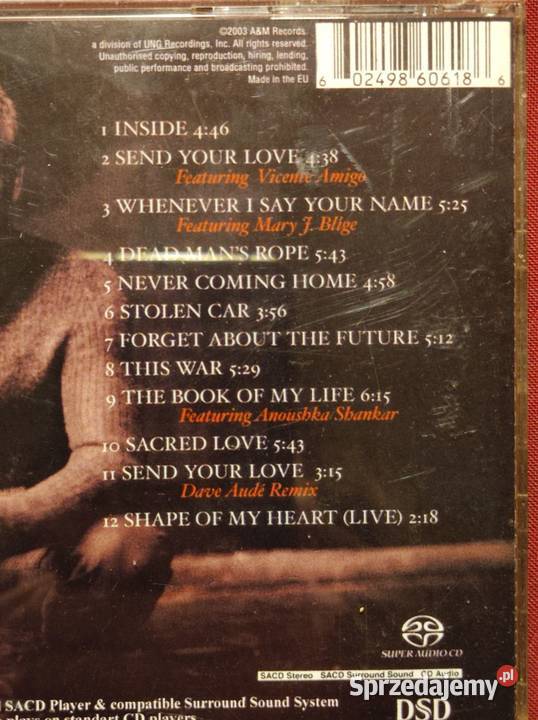 ©2003 A&M Records
a division of UNG Recordings, Inc. All rights reserved.
Unauthorised copying, reproduction, hiring, lending,
public performance and broadcasting prohibited.
Made in the EU
6 02498 60618 6
1 INSIDE 4:46
2 SEND YOUR LOVE 4:38
Featuring Vicente Amigo
3 WHENEVER I SAY YOUR NAME 5:25
Featuring Mary J. Blige
4 DEAD MAN'S ROPE 5:43
5 NEVER COMING HOME 4:58
6 STOLEN CAR 3:56
7 FORGET ABOUT THE FUTURE 5:12
8 THIS WAR 5:29
9 THE BOOK OF MY LIFE 6:15
Featuring Anoushka Shankar
10 SACRED LOVE 5:43
11 SEND YOUR LOVE 3:15
Dave Audé Remix
12 SHAPE OF MY HEART (LIVE) 2:18
SUPER AUDIO CD
SACD Stereo SACD Surround Sound CD Audio
Sprzedajemy.pl
SACD Player & compatible Surround Sound System
DSD
plays on standart CD players